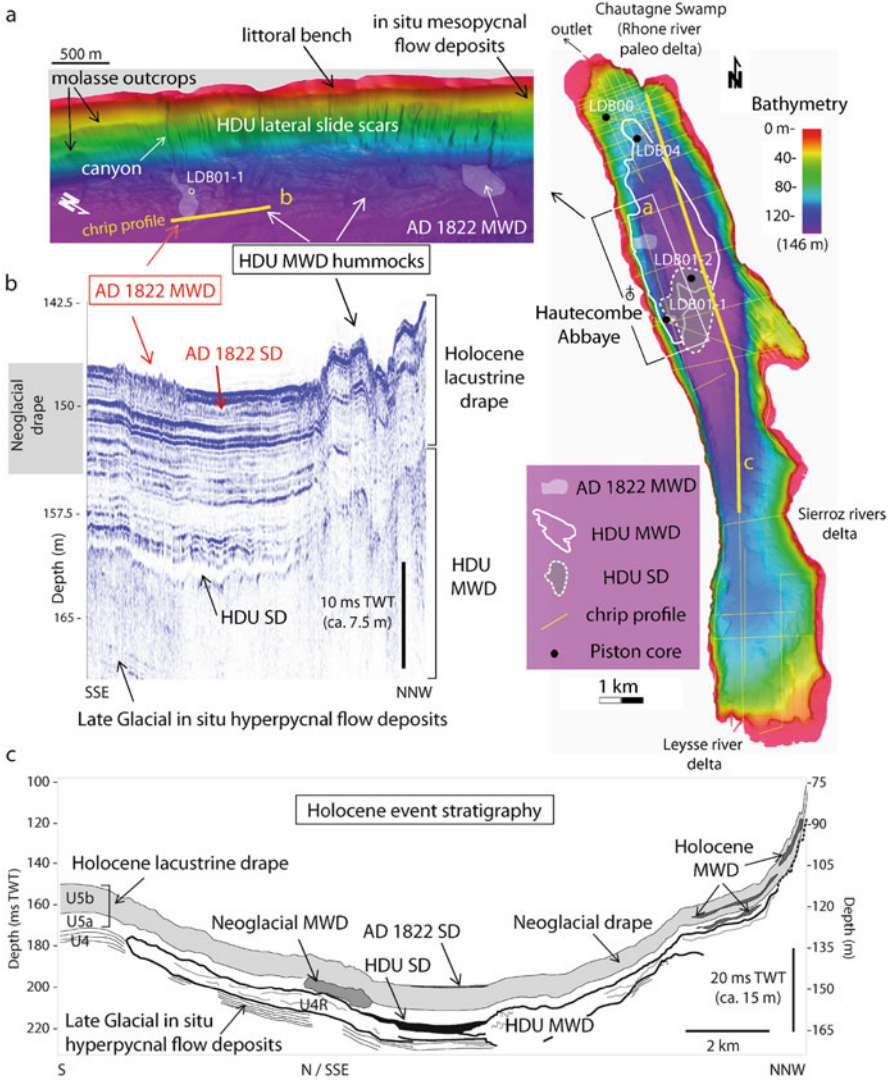 a
500 m
molasse outcrops
littoral bench
in situ mesopycnal
flow deposits
HDU lateral slide scars
canyon
LDB01-1
N
b
chrip profile
AD 1822 MWD
AD 1822 MWD
HDU MWD hummocks
Chautagne Swamp
(Rhone river
paleo delta)
outlet
N
Bathymetry
0 m-
40-
80-
120-
(146 m)
LDB00
LDB04
a
LDB01-2
LDB01-1
Hautecombe
Abbaye
c
Sierroz rivers
delta
Leysse river
delta
AD 1822 MWD
HDU MWD
HDU SD
chrip profile
Piston core
1 km
b
142.5
150
157.5
165
Depth (m)
Neoglacial
drape
AD 1822 SD
Holocene
lacustrine
drape
HDU
MWD
HDU SD
10 ms TWT
(ca. 7.5 m)
SSE
NNW
Late Glacial in situ hyperpycnal flow deposits
c
Holocene event stratigraphy
100
120
140
160
180
200
220
Depth (ms TWT)
-75
-90
-105
-120
-135
-150
-165
Depth (m)
Holocene lacustrine drape
U5b
U5a
U4
Neoglacial MWD
AD 1822 SD
HDU SD
Neoglacial drape
Holocene
MWD
U4R
HDU MWD
Late Glacial in situ
hyperpycnal flow deposits
20 ms TWT
(ca. 15 m)
2 km
S
N / SSE
NNW